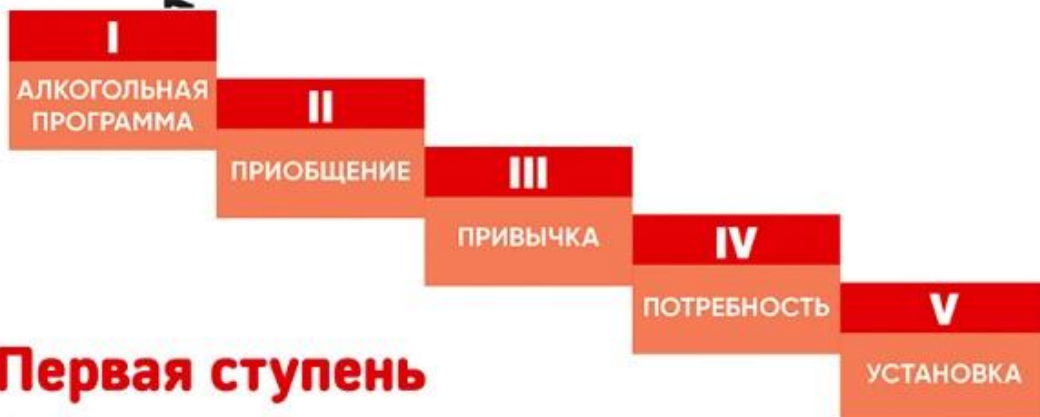 I
АЛКОГОЛЬНАЯ
ПРОГРАММА
II
ПРИОБЩЕНИЕ
III
ПРИВЫЧКА
IV
ПОТРЕБНОСТЬ
V
УСТАНОВКА
Первая ступень